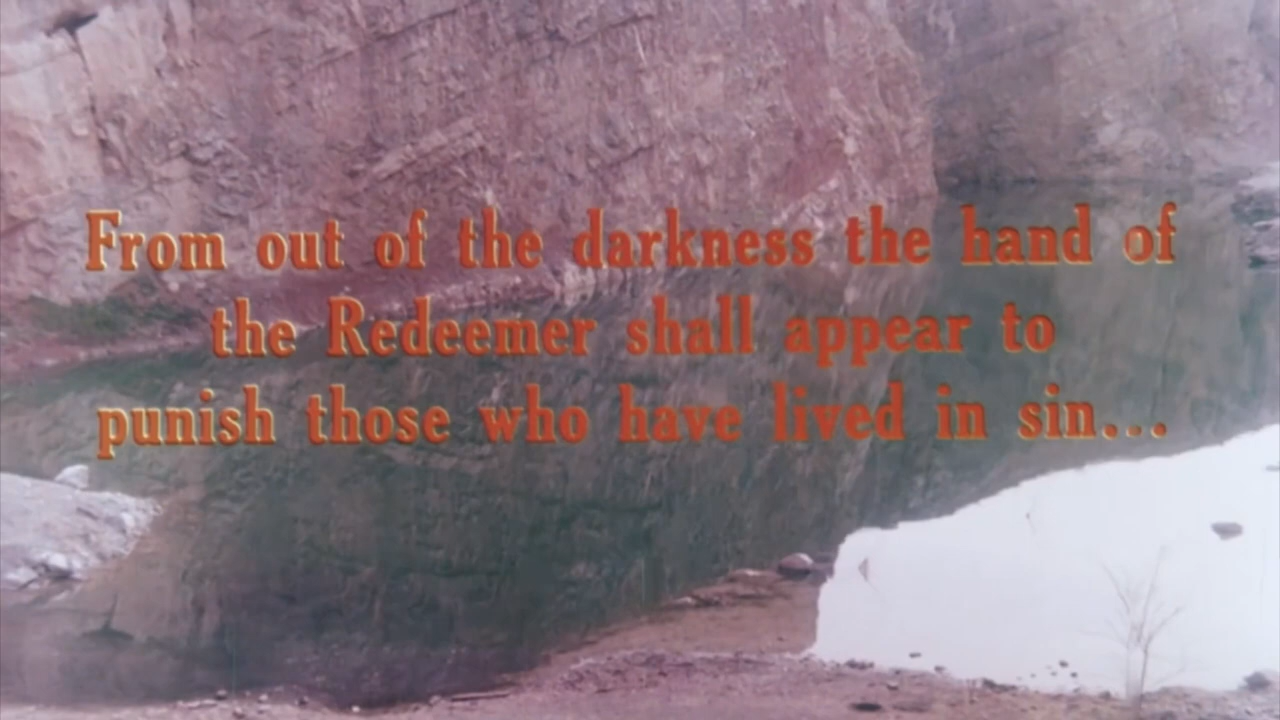 From out of the darkness the hand of
the Redeemer shall appear to
punish those who have lived in sin...